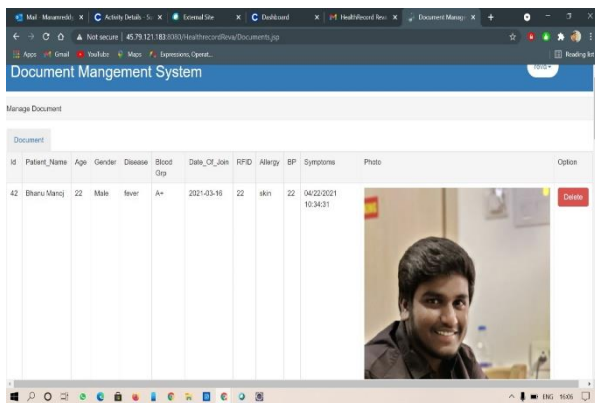 Mail - Masanreddy
Activity Details - Su
External Site
Dashboard
HealthRecord Reva
Document Manage
Not secure | 45.79.121.183:8080/HealthrecordReva/Documents.jsp
Apps
Gmail
YouTube
Maps
Expressions, Operat...
Reading list
Document Mangement System
Manage Document
Document
Id Patient_Name Age Gender Disease Blood Grp Date_Of_Join RFID Allergy BP Symptoms Photo Option
42 Bhanu Manoj 22 Male fever A+ 2021-03-16 22 skin 22 04/22/2021
10:34:31
Delete
ENG 16:06